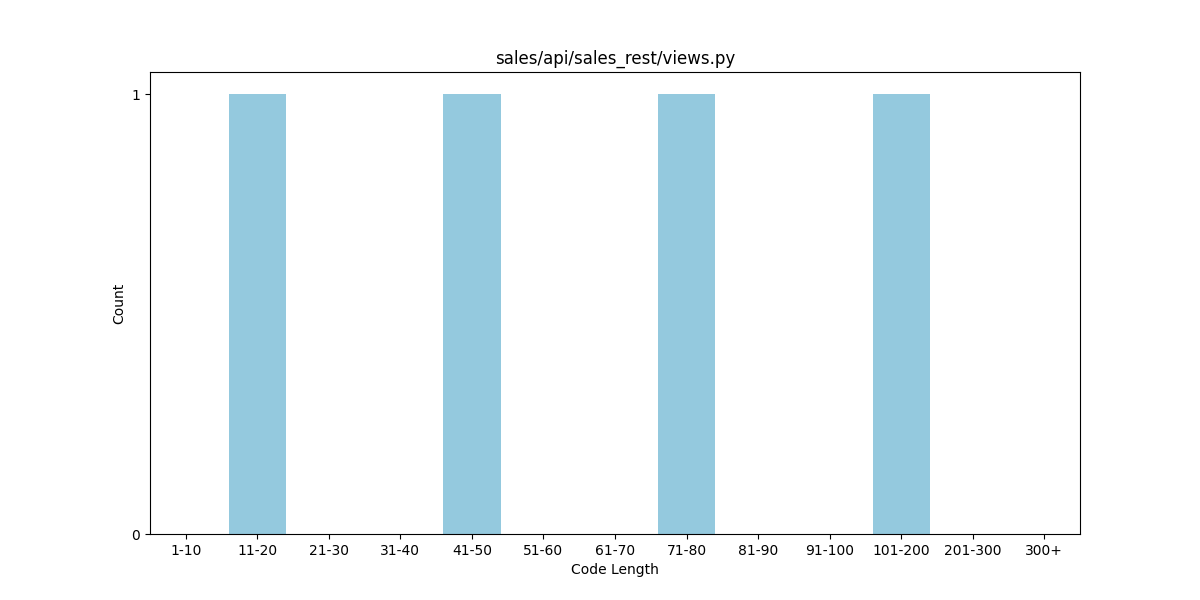 sales/api/sales_rest/views.py
1
Count
0
1-10 11-20 21-30 31-40 41-50 51-60 61-70 71-80 81-90 91-100 101-200 201-300 300+
Code Length